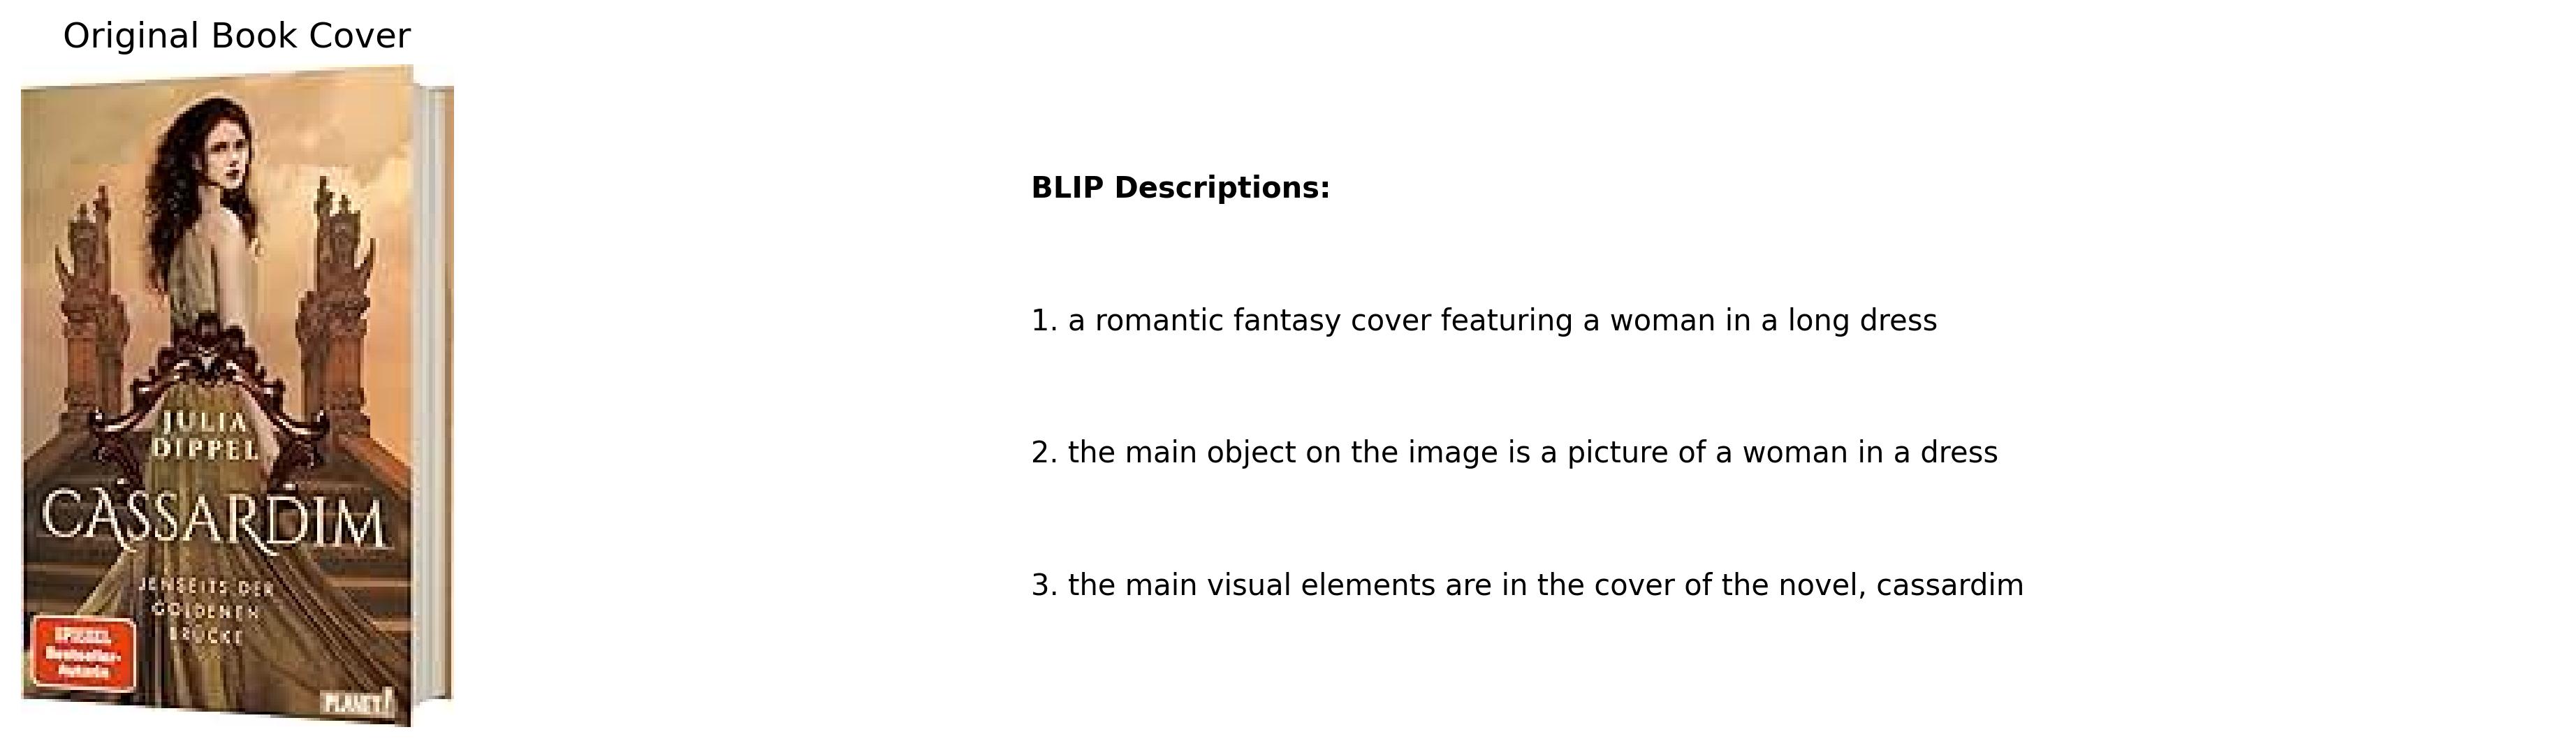 Original Book Cover
JULIA
DIPPEL
CASSARDIM
JENSEITS DER
GOLDENEN
BRÜCKE
SPIEGEL
Bestseller-
Autorin
PLANET!
BLIP Descriptions:
1. a romantic fantasy cover featuring a woman in a long dress
2. the main object on the image is a picture of a woman in a dress
3. the main visual elements are in the cover of the novel, cassardim